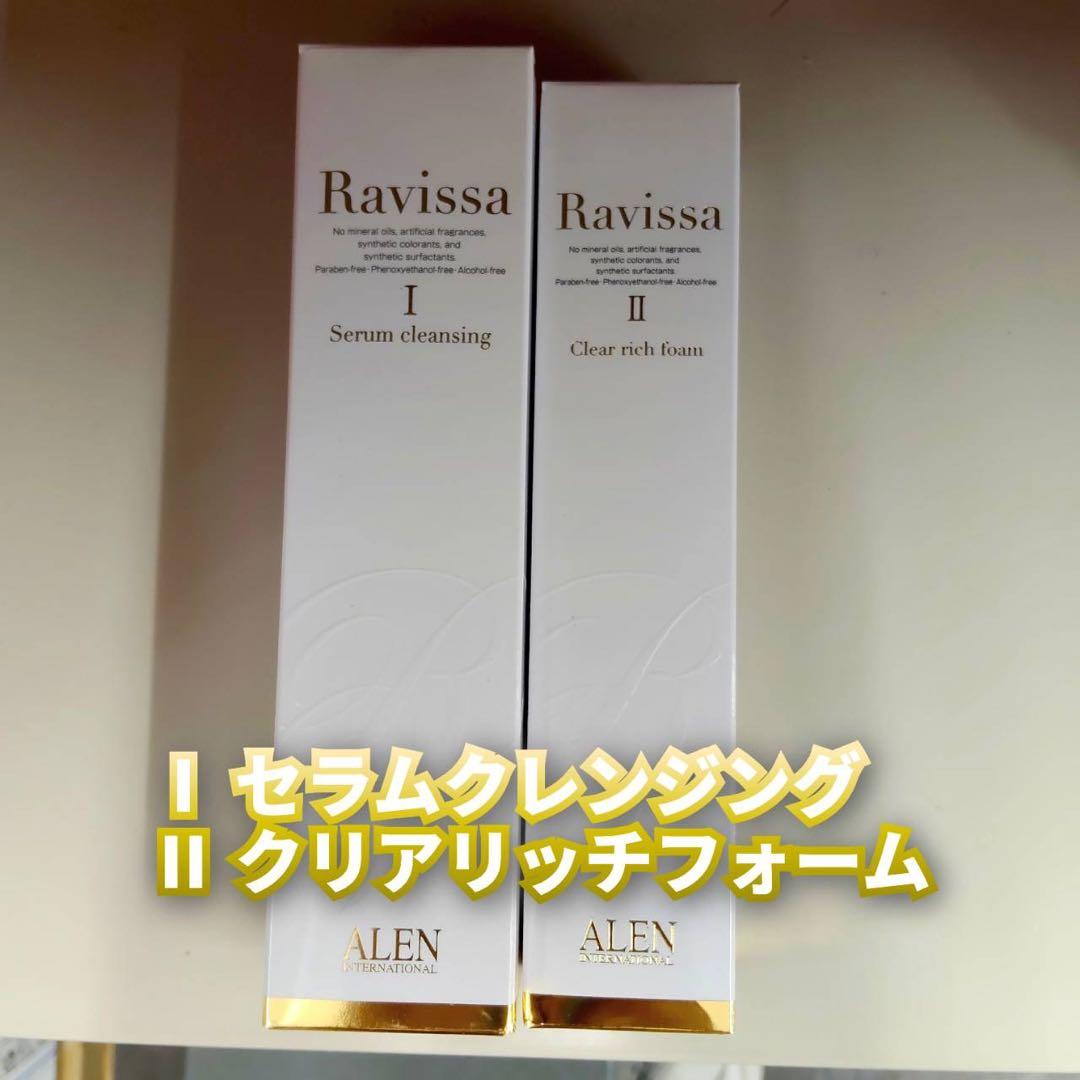 Ravissa
No mineral oils, artificial fragrances,
synthetic colorants, and
synthetic surfactants.
Paraben-free・Phenoxyethanol-free・Alcohol-free
I
Serum cleansing
ALEN
INTERNATIONAL
Ravissa
No mineral oils, artificial fragrances,
synthetic colorants, and
synthetic surfactants.
Paraben-free・Phenoxyethanol-free・Alcohol-free
II
Clear rich foam
ALEN
INTERNATIONAL
I セラムクレンジング
II クリアリッチフォーム